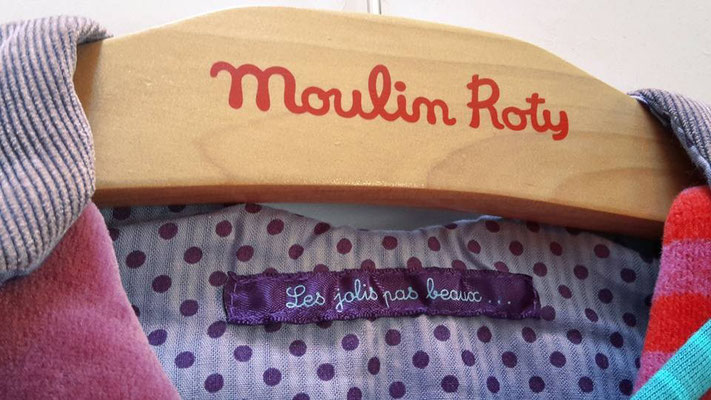 Moulin Roty
Les jolis pas beaux ...